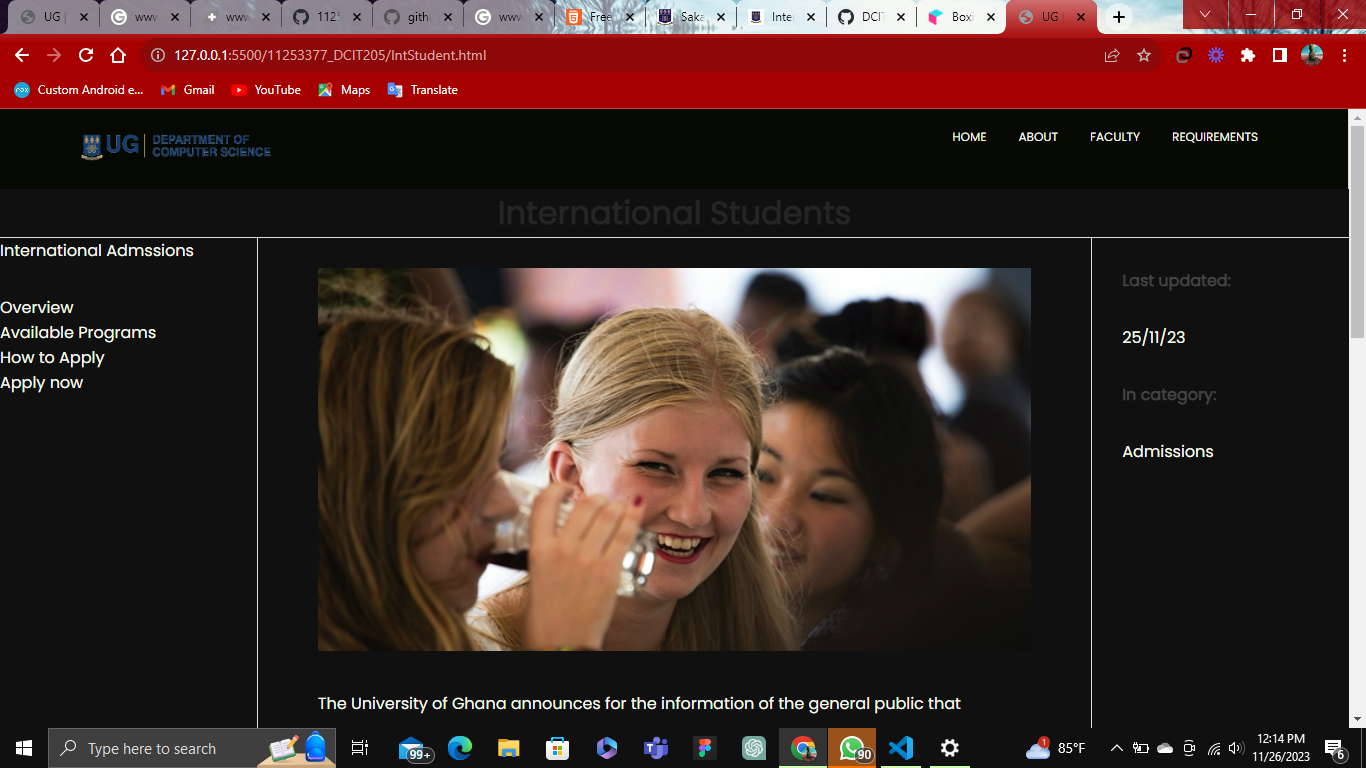 UG
www
www
1125
gith
www
Free
Saka
Inter
DCIT
Boxi
UG
127.0.0.1:5500/11253377_DCIT205/IntStudent.html
Custom Android e... Gmail YouTube Maps Translate
UG DEPARTMENT OF
COMPUTER SCIENCE
HOME ABOUT FACULTY REQUIREMENTS
International Students
International Admssions
Overview
Available Programs
How to Apply
Apply now
Last updated:
25/11/23
In category:
Admissions
The University of Ghana announces for the information of the general public that
Type here to search
99+
90
1
85°F
12:14 PM
11/26/2023
6